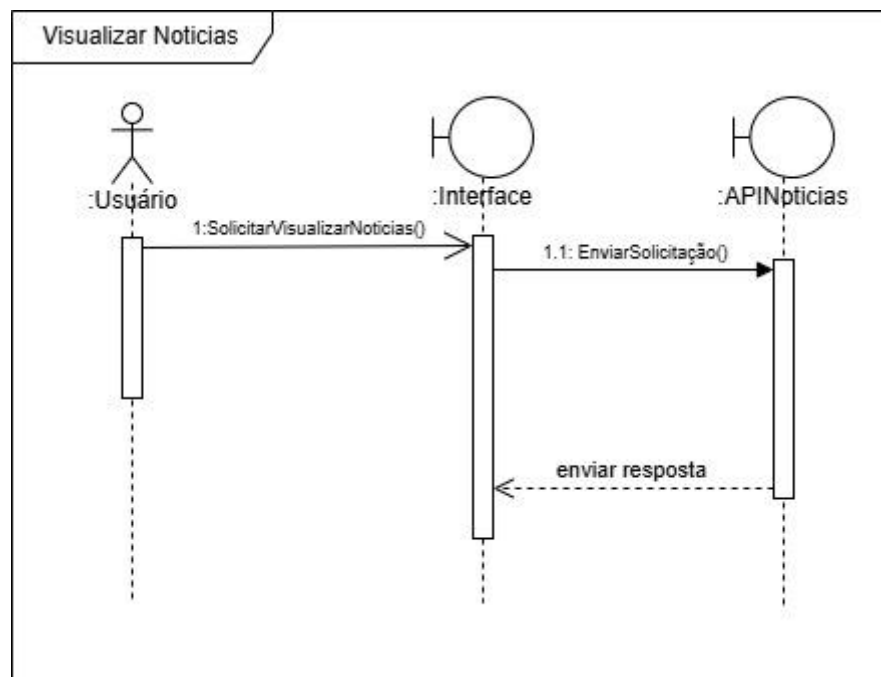 Visualizar Noticias
:Usuário
:Interface
:APINoticias
1:SolicitarVisualizarNoticias()
1.1: EnviarSolicitação()
enviar resposta